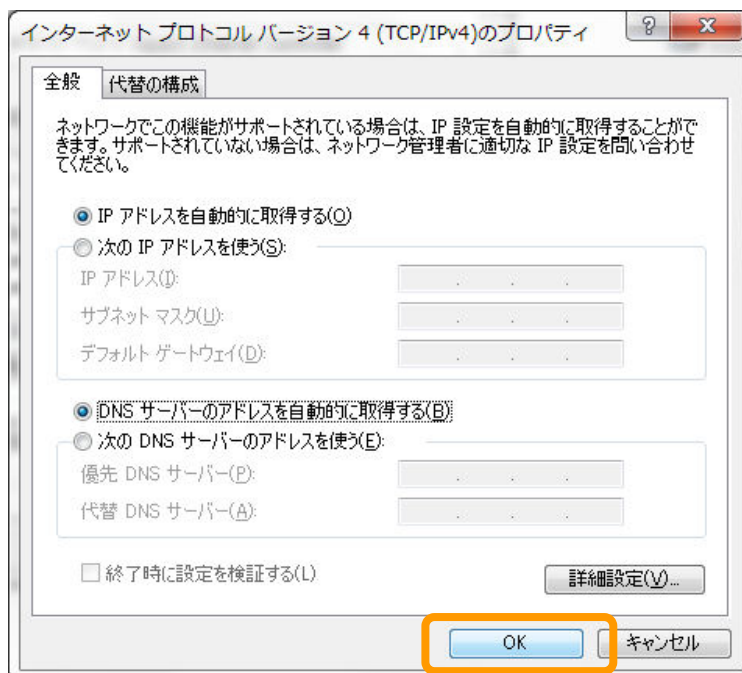 インターネット プロトコル バージョン 4 (TCP/IPv4)のプロパティ
全般
代替の構成
ネットワークでこの機能がサポートされている場合は、IP 設定を自動的に取得することがで
きます。サポートされていない場合は、ネットワーク管理者に適切な IP 設定を問い合わせ
てください。
IP アドレスを自動的に取得する(O)
次の IP アドレスを使う(S):
IP アドレス(I):
サブネット マスク(U):
デフォルト ゲートウェイ(D):
DNS サーバーのアドレスを自動的に取得する(B)
次の DNS サーバーのアドレスを使う(E):
優先 DNS サーバー(P):
代替 DNS サーバー(A):
終了時に設定を検証する(L)
詳細設定(V)...
OK
キャンセル